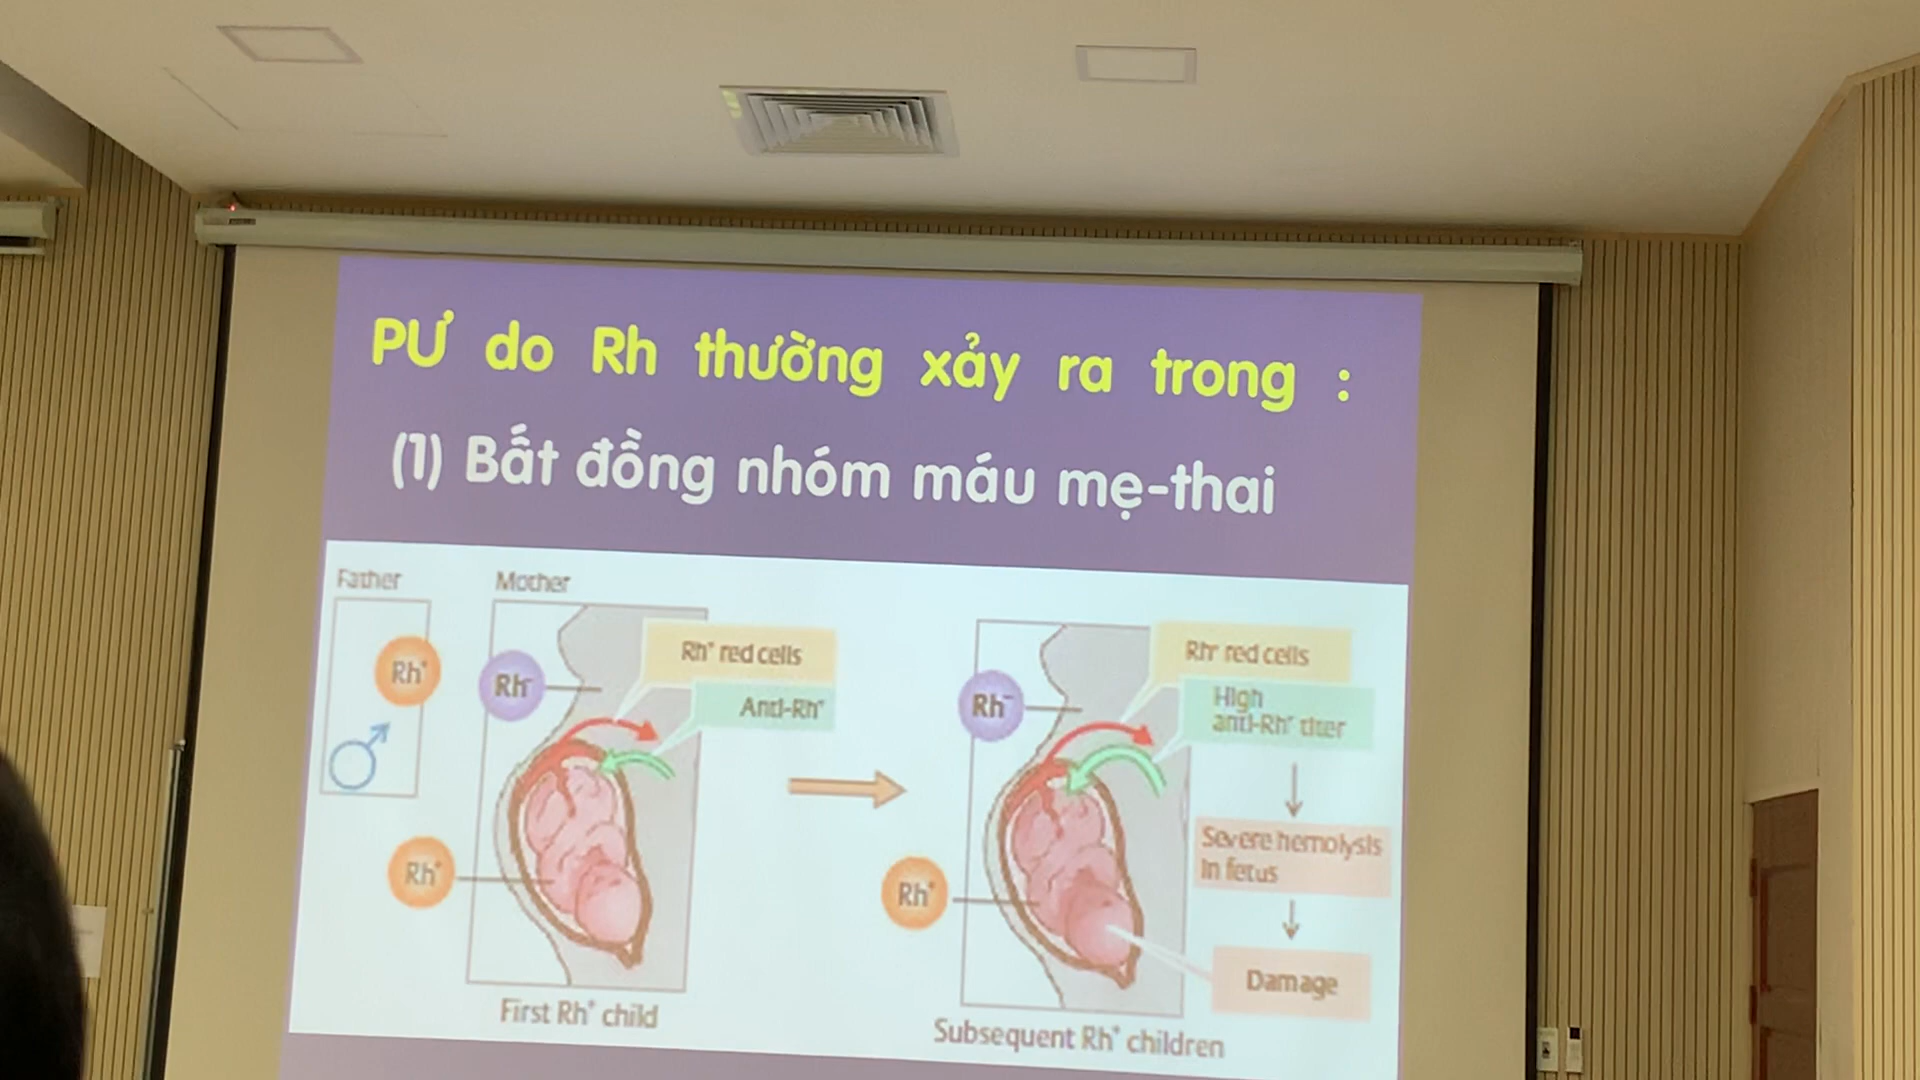 PƯ do Rh thường xảy ra trong :
(1) Bất đồng nhóm máu mẹ-thai
Father
Mother
Rh⁺
Rh⁻
Rh⁺ red cells
Anti-Rh⁺
Rh⁺
First Rh⁺ child
Rh⁻
Rh⁺ red cells
High
anti-Rh⁺ titer
Severe hemolysis
in fetus
Rh⁺
Damage
Subsequent Rh⁺ children